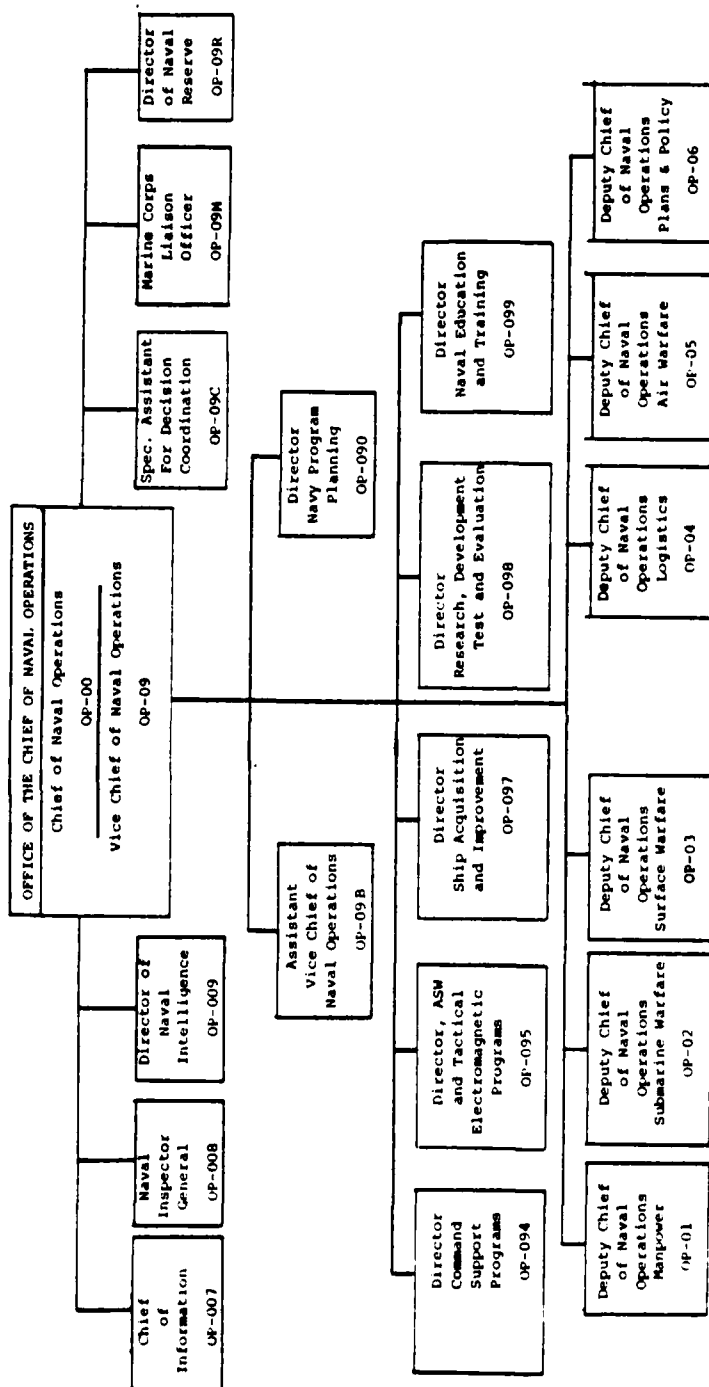 OFFICE OF THE CHIEF OF NAVAL OPERATIONS
Chief of Naval Operations
OP-00
Vice Chief of Naval Operations
OP-09
Chief
of
Information
OP-007
Naval
Inspector
General
OP-008
Director of
Naval
Intelligence
OP-009
Spec. Assistant
For Decision
Coordination
OP-09C
Marine Corps
Liaison
Officer
OP-09M
Director
of Naval
Reserve
OP-09R
Assistant
Vice Chief of
Naval Operations
OP-09B
Director
Navy Program
Planning
OP-090
Director
Command
Support
Programs
OP-094
Director, ASW
and Tactical
Electromagnetic
Programs
OP-095
Director
Ship Acquisition
and Improvement
OP-097
Director
Research, Development
Test and Evaluation
OP-098
Director
Naval Education
and Training
OP-099
Deputy Chief
of Naval
Operations
Manpower
OP-01
Deputy Chief
of Naval
Operations
Submarine Warfare
OP-02
Deputy Chief
of Naval
Operations
Surface Warfare
OP-03
Deputy Chief
of Naval
Operations
Logistics
OP-04
Deputy Chief
of Naval
Operations
Air Warfare
OP-05
Deputy Chief
of Naval
Operations
Plans & Policy
OP-06